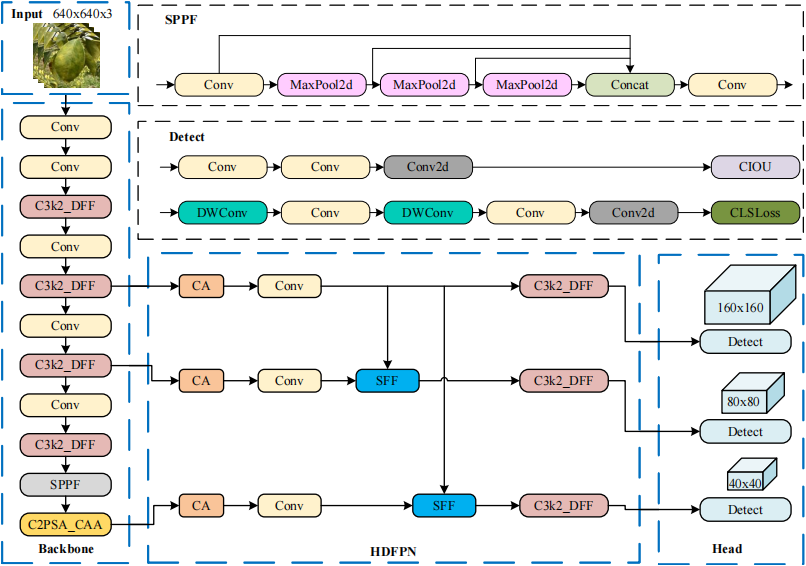 Input 640x640x3
Conv
Conv
C3k2_DFF
Conv
C3k2_DFF
Conv
C3k2_DFF
Conv
C3k2_DFF
SPPF
C2PSA_CAA
Backbone
SPPF
Conv MaxPool2d MaxPool2d MaxPool2d Concat Conv
Detect
Conv Conv Conv2d CIOU
DWConv Conv DWConv Conv Conv2d CLSLoss
CA Conv C3k2_DFF
CA Conv SFF C3k2_DFF
CA Conv SFF C3k2_DFF
HDFPN
160x160
Detect
80x80
Detect
40x40
Detect
Head